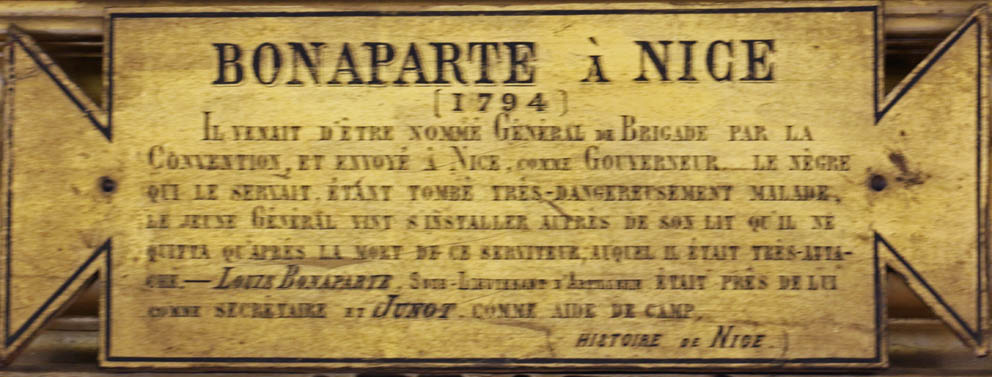 BONAPARTE à NICE
(1794)
IL VENAIT D'ÊTRE NOMMÉ GÉNÉRAL DE BRIGADE PAR LA
CONVENTION, ET ENVOYÉ À NICE, COMME GOUVERNEUR. LE NÈGRE
QUI LE SERVAIT, ÉTANT TOMBÉ TRÈS-DANGEREUSEMENT MALADE,
LE JEUNE GÉNÉRAL VINT S'INSTALLER AUPRÈS DE SON LIT QU'IL NE
QUITTA QU'APRÈS LA MORT DE CE SERVITEUR, AUQUEL IL ÉTAIT TRÈS-ATTA-
CHÉ.— LOUIS BONAPARTE, SOUS-LIEUTENANT D'ARTILLERIE ÉTAIT PRÈS DE LUI
COMME SECRÉTAIRE ET JUNOT, COMME AIDE DE CAMP.
HISTOIRE DE NICE.